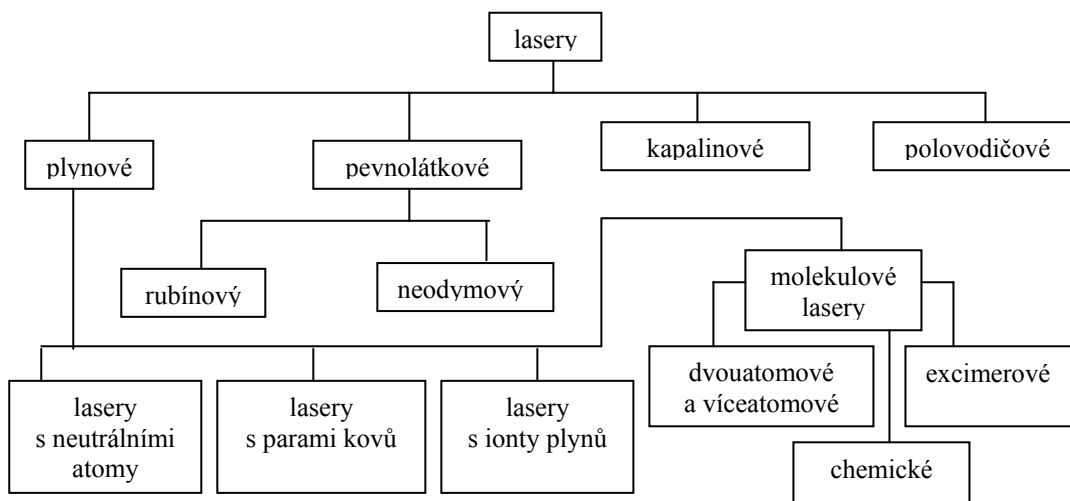 lasery
plynové
pevnolátkové
kapalinové
polovodičové
rubínový
neodymový
molekulové
lasery
lasery
s neutrálními
atomy
lasery
s parami kovů
lasery
s ionty plynů
dvouatomové
a víceatomové
excimerové
chemické